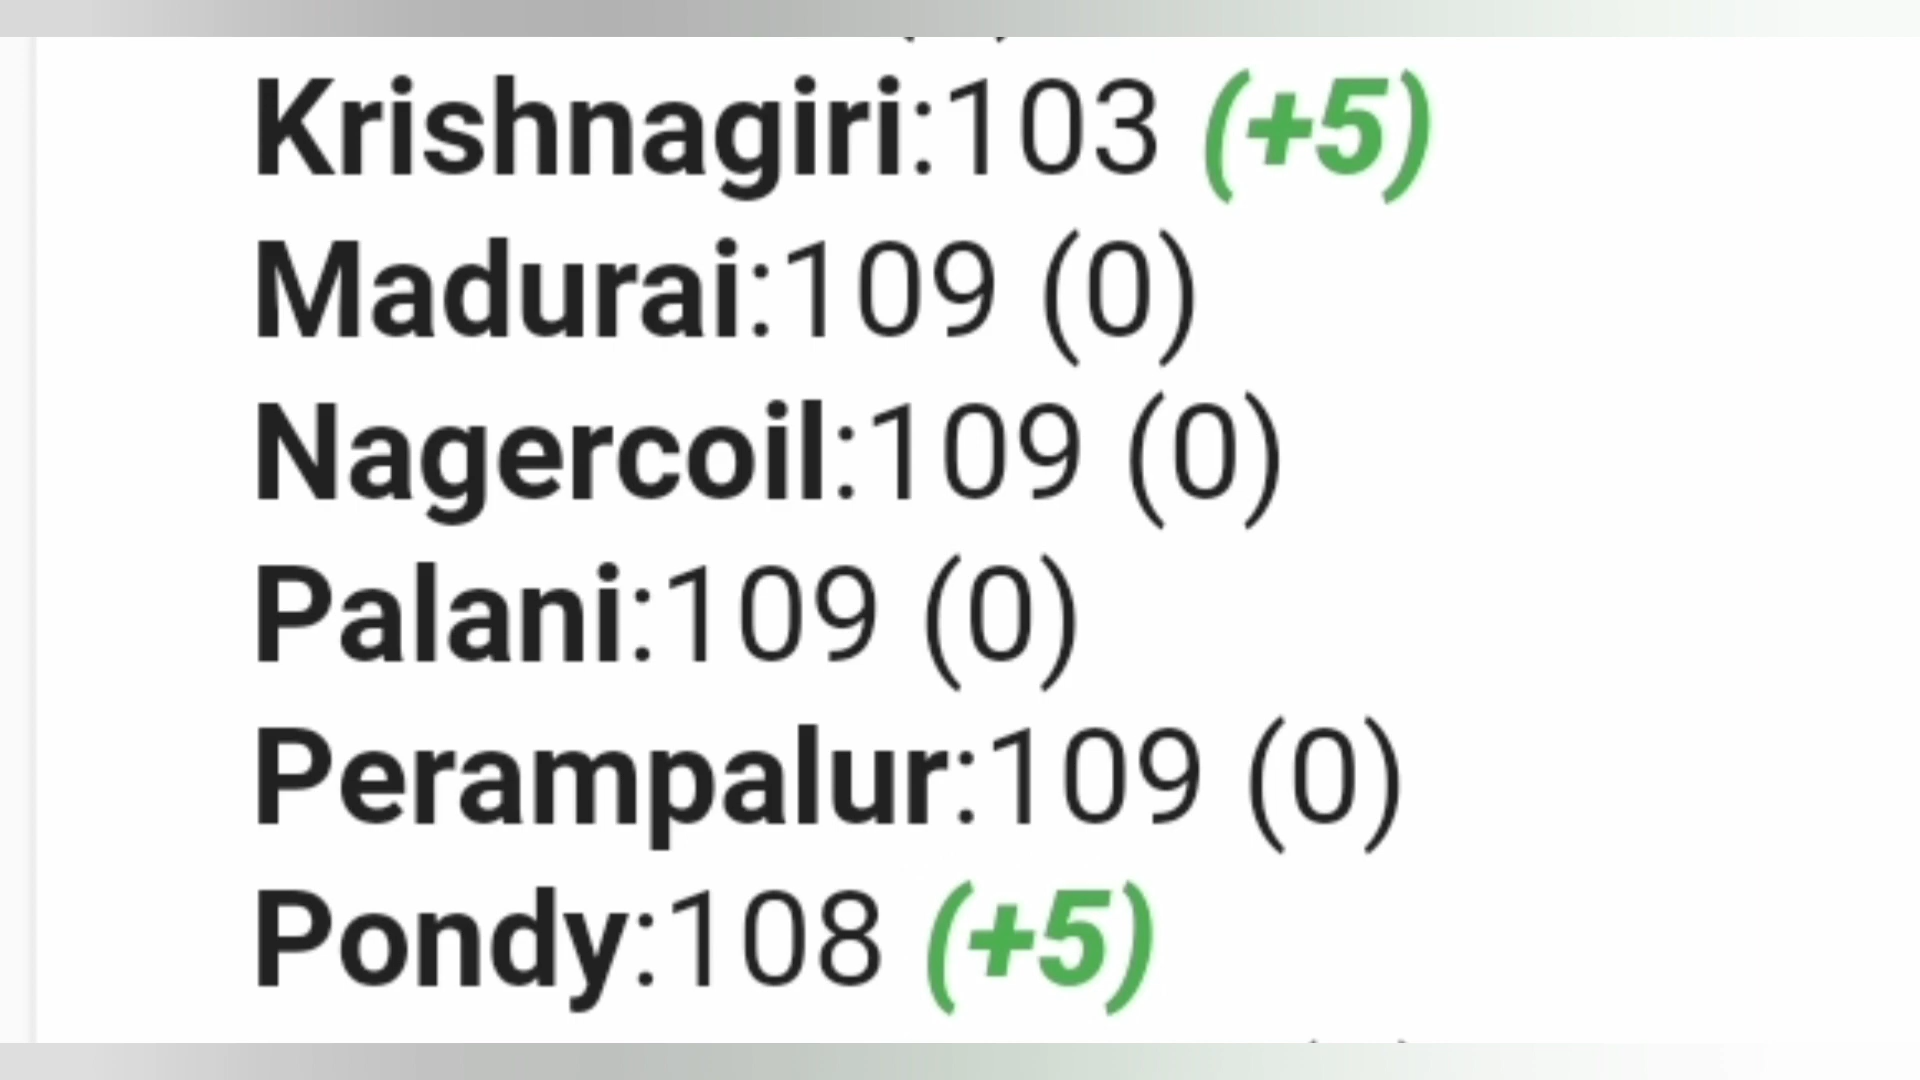 Krishnagiri:103 (+5)
Madurai:109 (0)
Nagercoil:109 (0)
Palani:109 (0)
Perampalur:109 (0)
Pondy:108 (+5)